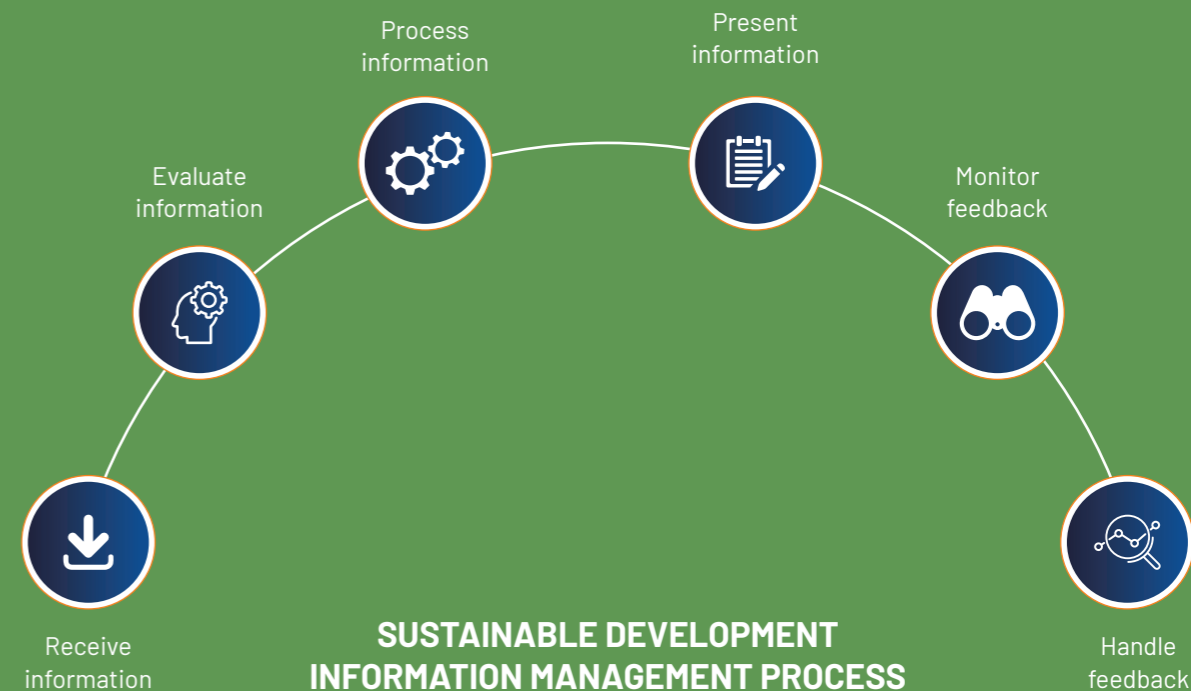 Process
information
Present
information
Evaluate
information
Monitor
feedback
Receive
information
SUSTAINABLE DEVELOPMENT
INFORMATION MANAGEMENT PROCESS
Handle
feedback